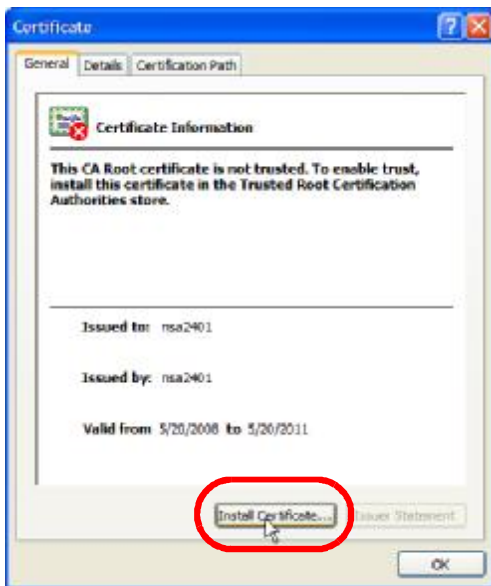 Certificate
General Details Certification Path
Certificate Information
This CA Root certificate is not trusted. To enable trust,
install this certificate in the Trusted Root Certification
Authorities store.
Issued to: nsa2401
Issued by: nsa2401
Valid from 5/20/2008 to 5/20/2011
Install Certificate... Issuer Statement
OK